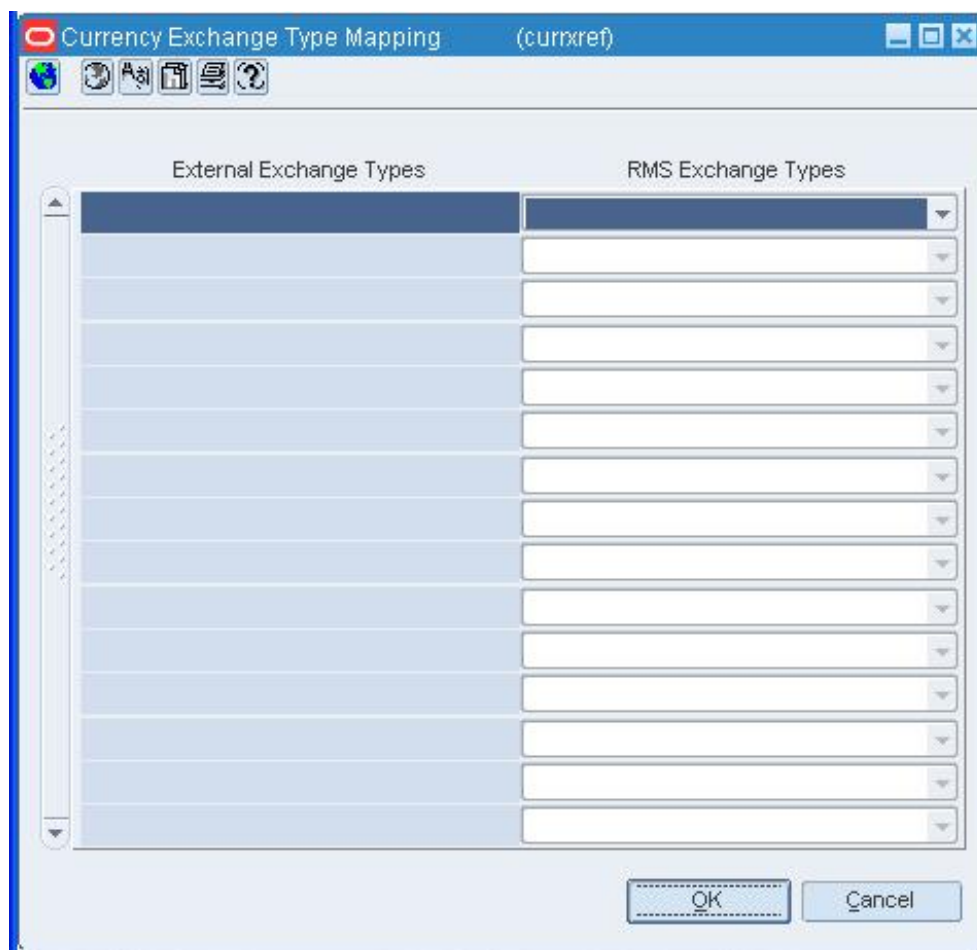 Currency Exchange Type Mapping (currxref)
External Exchange Types RMS Exchange Types
OK Cancel